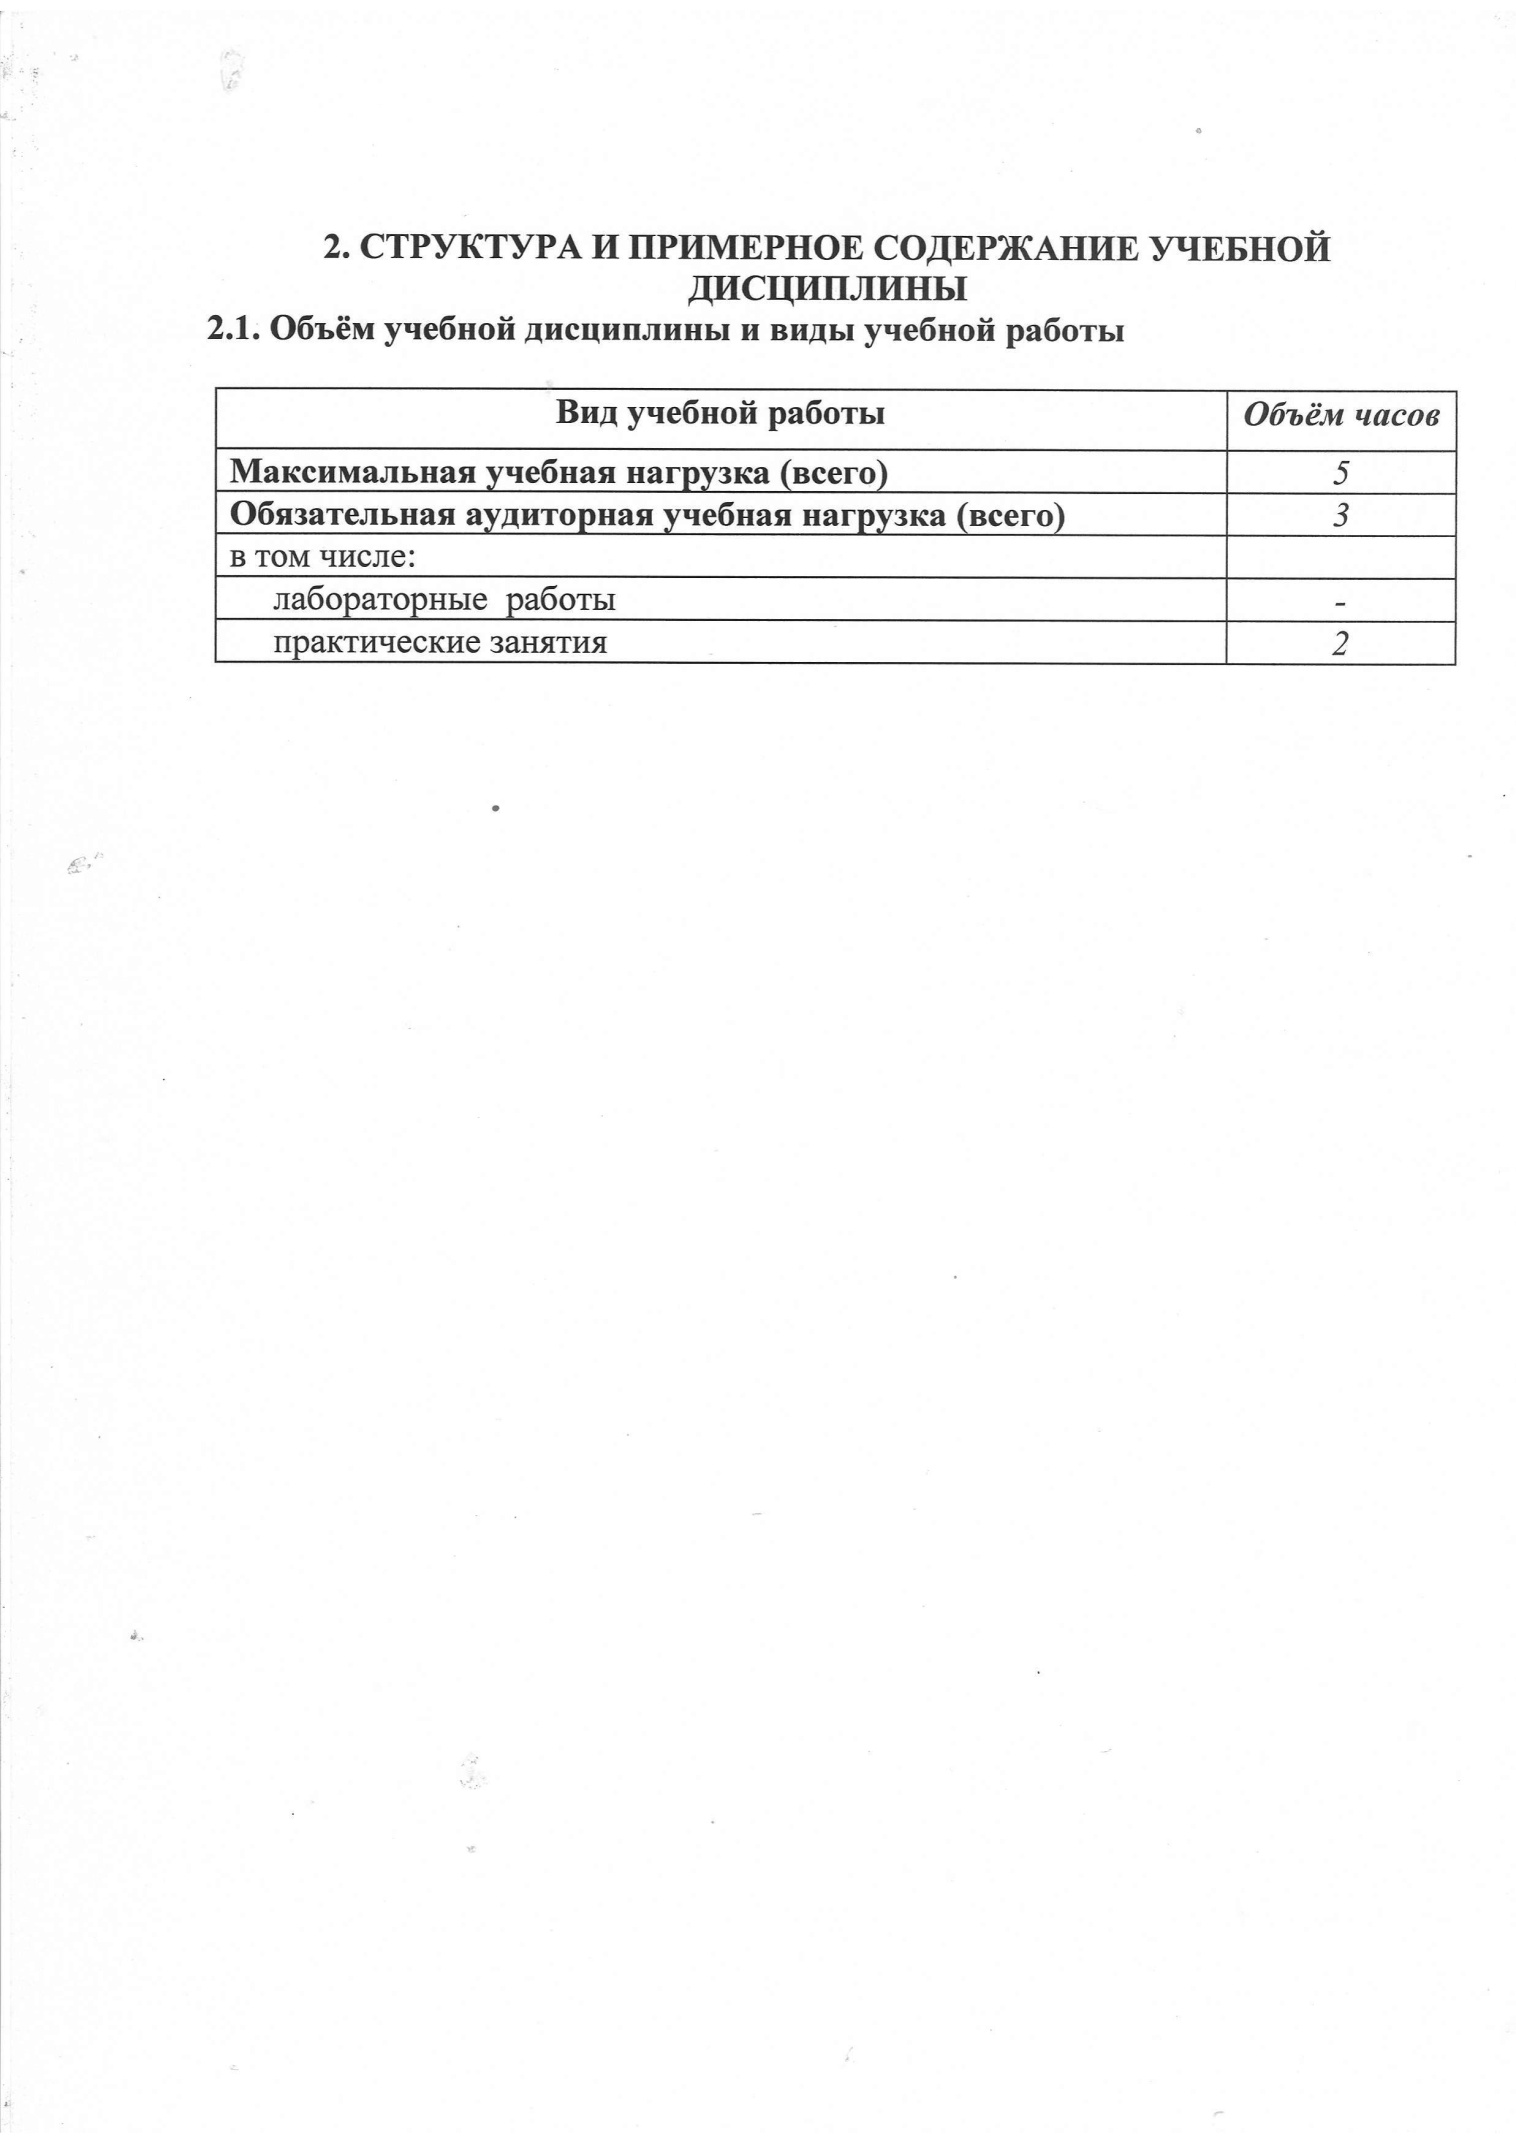 2. СТРУКТУРА И ПРИМЕРНОЕ СОДЕРЖАНИЕ УЧЕБНОЙ
ДИСЦИПЛИНЫ
2.1. Объём учебной дисциплины и виды учебной работы
Вид учебной работы Объём часов
Максимальная учебная нагрузка (всего) 5
Обязательная аудиторная учебная нагрузка (всего) 3
в том числе:
лабораторные работы -
практические занятия 2